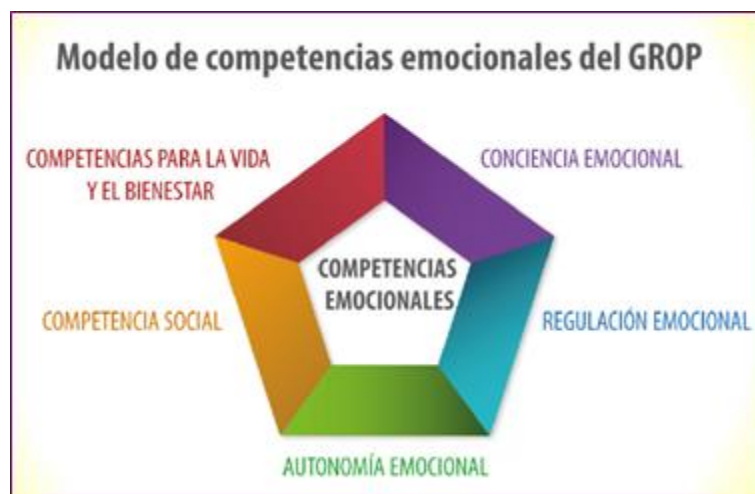 Modelo de competencias emocionales del GROP
COMPETENCIAS PARA LA VIDA
Y EL BIENESTAR
CONCIENCIA EMOCIONAL
COMPETENCIAS
EMOCIONALES
COMPETENCIA SOCIAL
REGULACIÓN EMOCIONAL
AUTONOMÍA EMOCIONAL